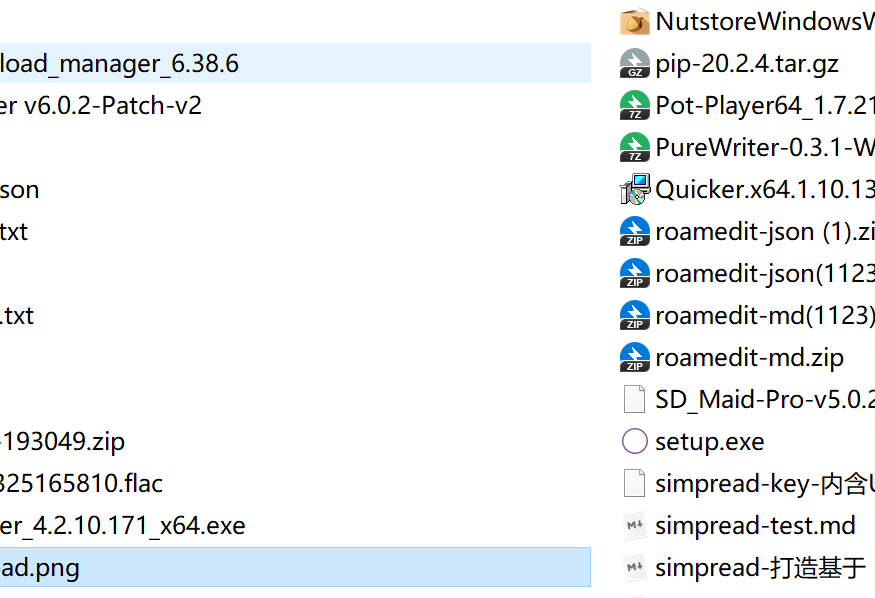 load_manager_6.38.6
er v6.0.2-Patch-v2
son
txt
.txt
-193049.zip
325165810.flac
er_4.2.10.171_x64.exe
ad.png
NutstoreWindowsW
GZ pip-20.2.4.tar.gz
7Z Pot-Player64_1.7.21
7Z PureWriter-0.3.1-W
Quicker.x64.1.10.13
ZIP roamedit-json (1).zi
ZIP roamedit-json(1123
ZIP roamedit-md(1123)
ZIP roamedit-md.zip
SD_Maid-Pro-v5.0.2
setup.exe
simpread-key-内含U
M↓ simpread-test.md
M↓ simpread-打造基于